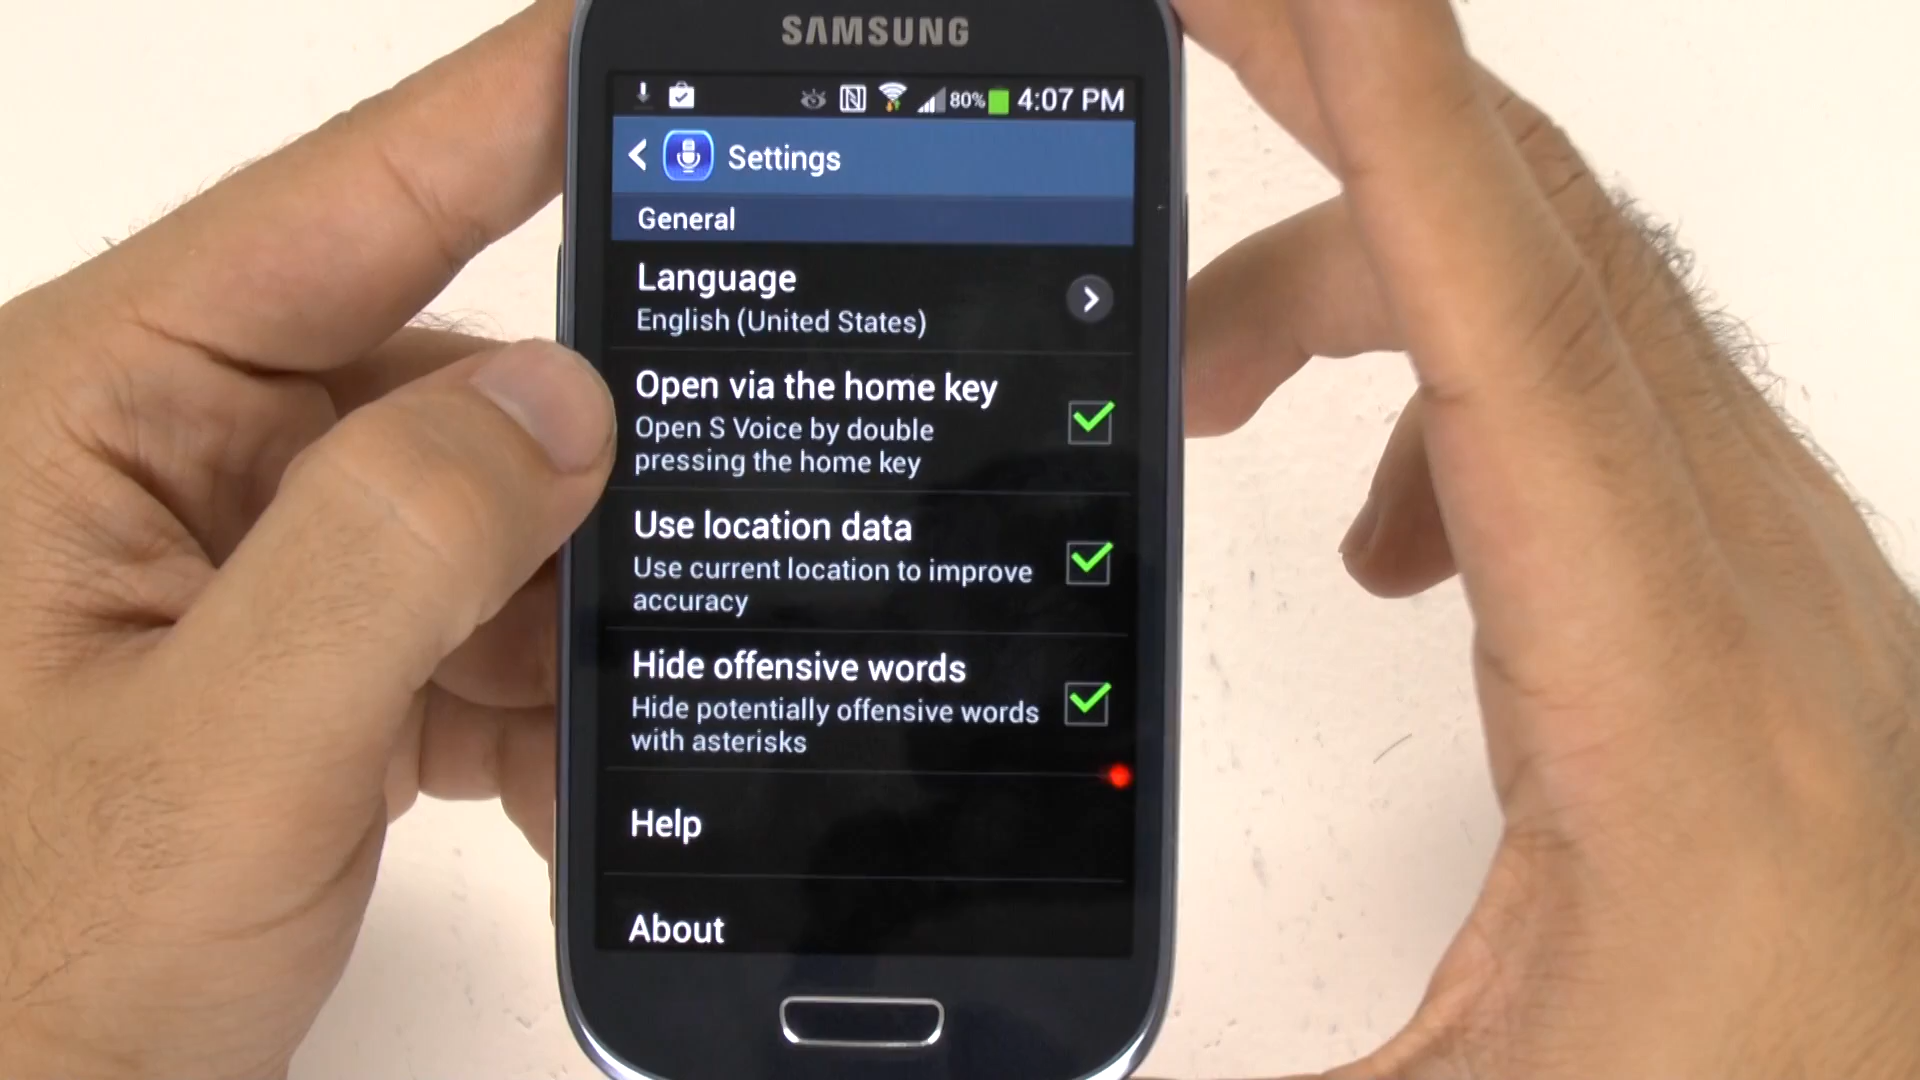 SAMSUNG
80% 4:07 PM
Settings
General
Language
English (United States)
Open via the home key
Open S Voice by double
pressing the home key
Use location data
Use current location to improve
accuracy
Hide offensive words
Hide potentially offensive words
with asterisks
Help
About